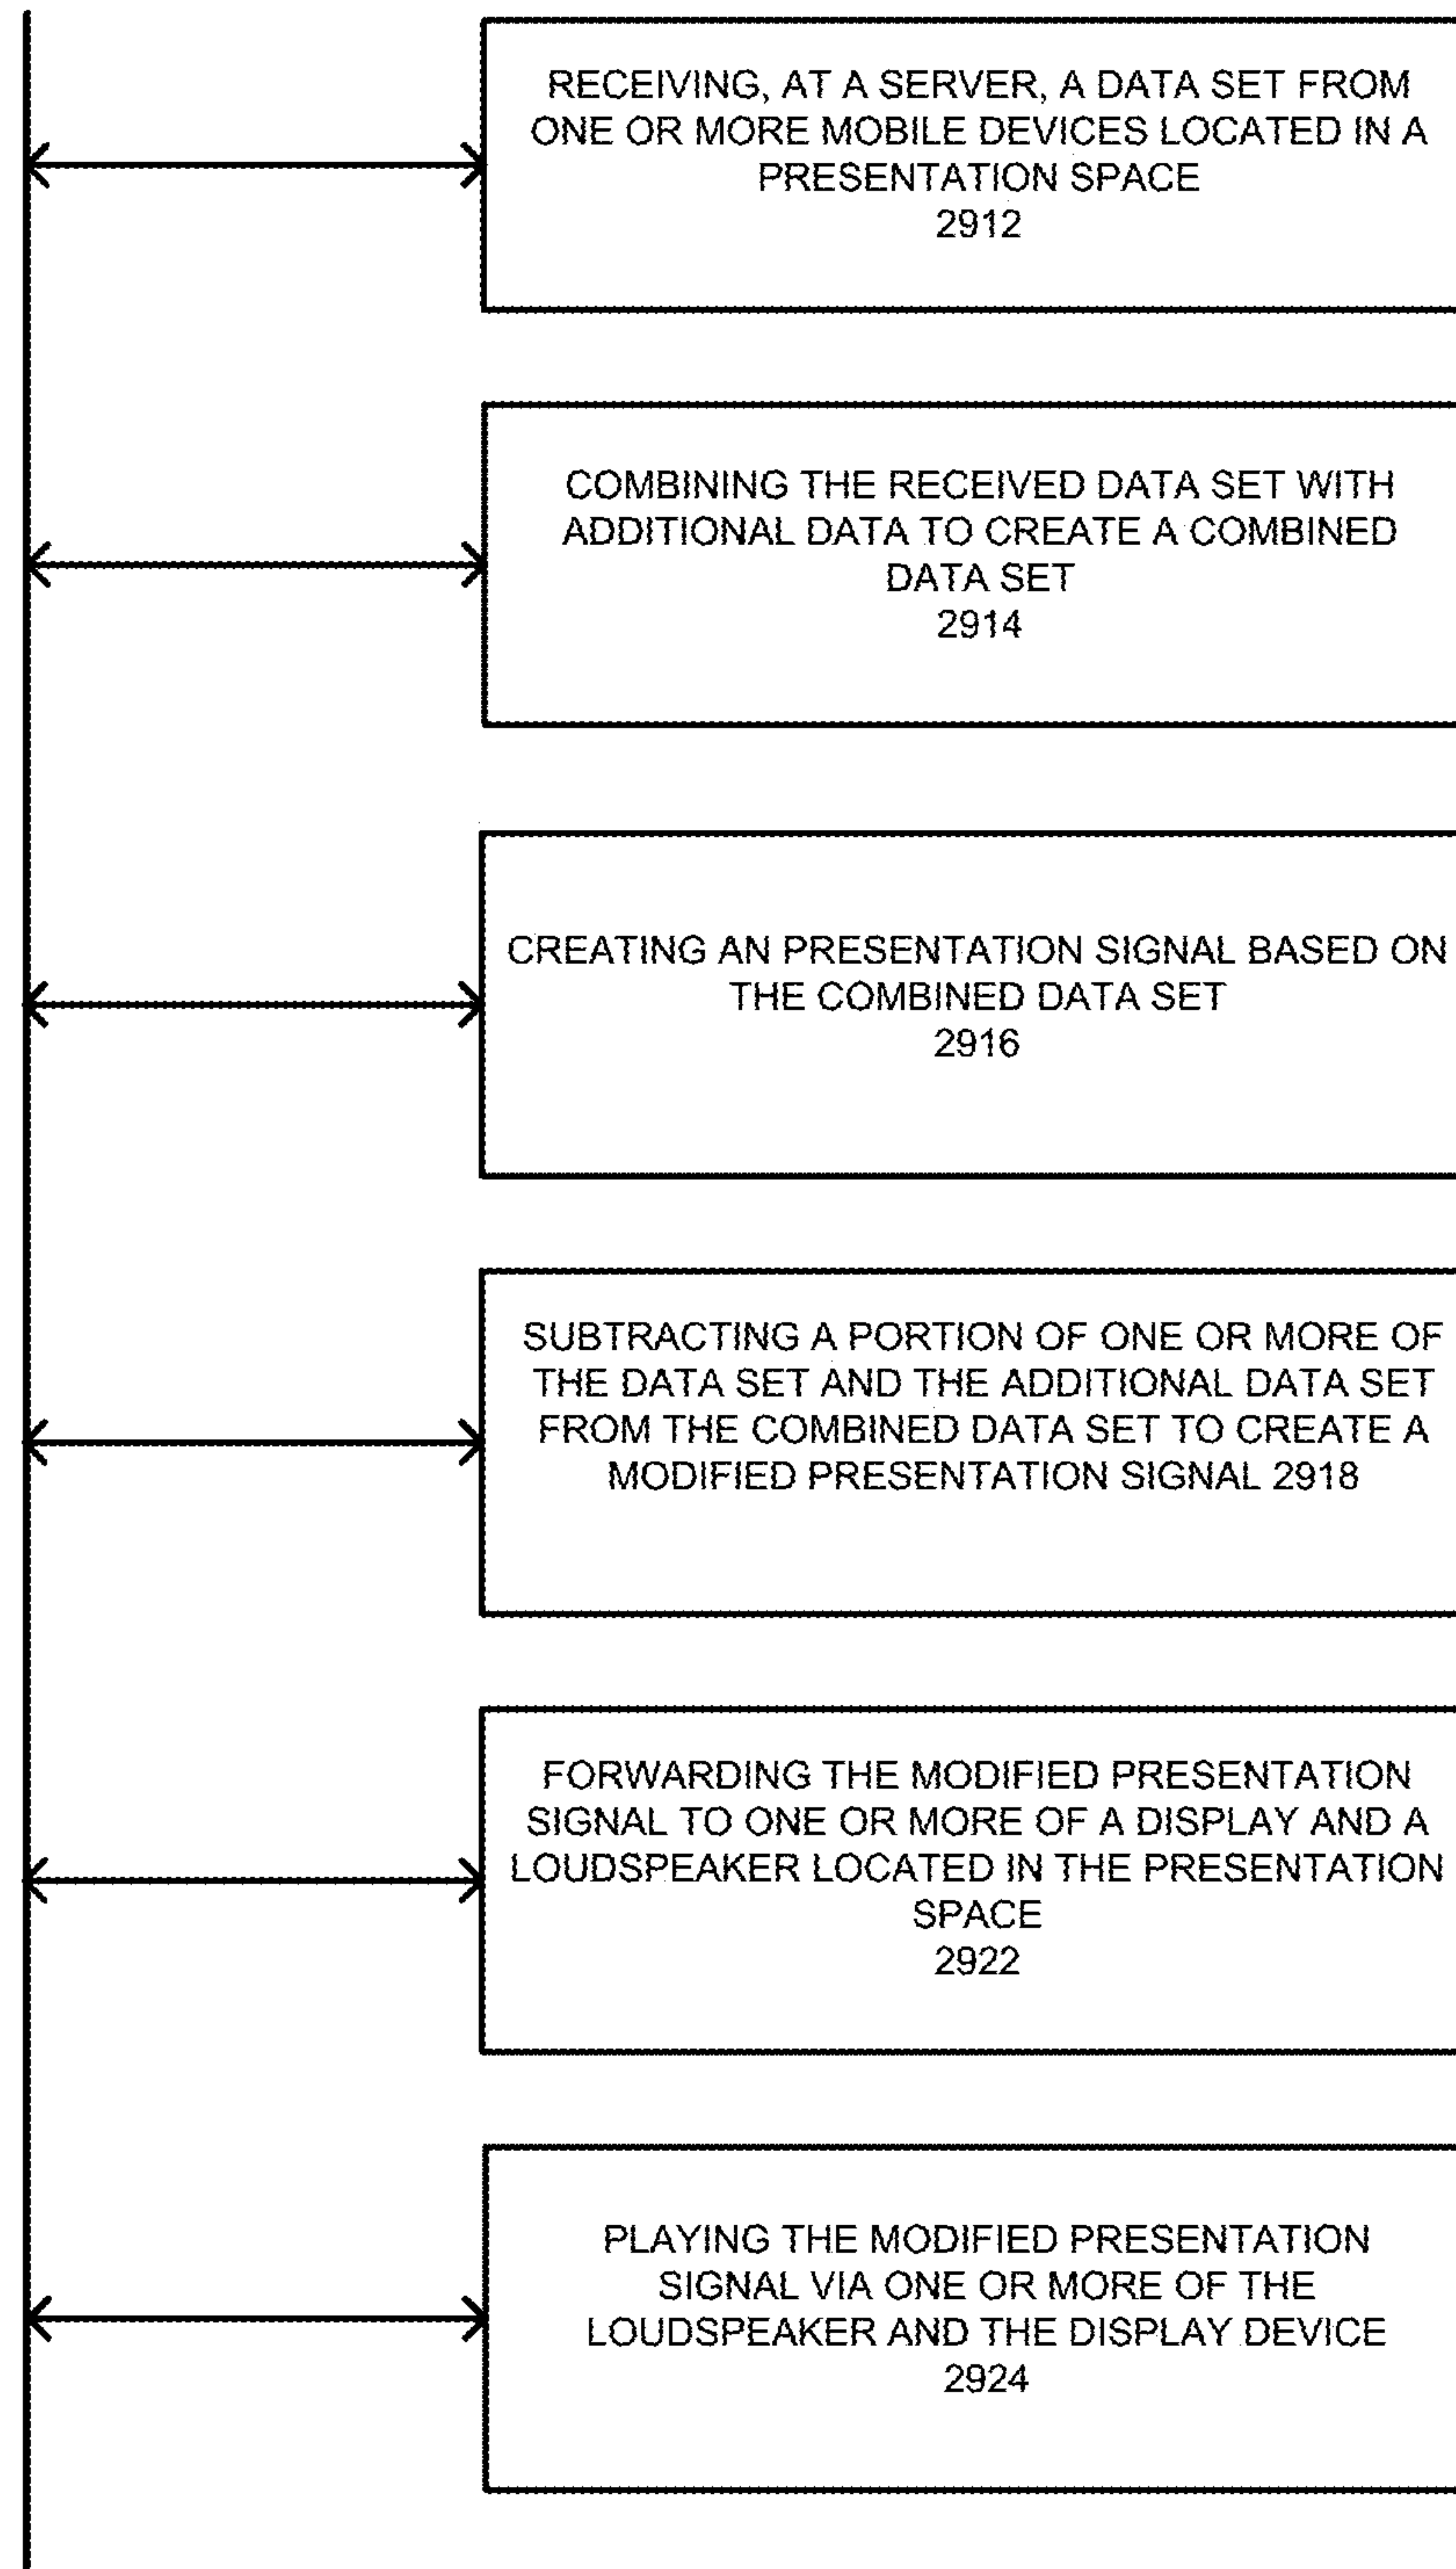 RECEIVING, AT A SERVER, A DATA SET FROM
ONE OR MORE MOBILE DEVICES LOCATED IN A
PRESENTATION SPACE
2912
COMBINING THE RECEIVED DATA SET WITH
ADDITIONAL DATA TO CREATE A COMBINED
DATA SET
2914
CREATING AN PRESENTATION SIGNAL BASED ON
THE COMBINED DATA SET
2916
SUBTRACTING A PORTION OF ONE OR MORE OF
THE DATA SET AND THE ADDITIONAL DATA SET
FROM THE COMBINED DATA SET TO CREATE A
MODIFIED PRESENTATION SIGNAL 2918
FORWARDING THE MODIFIED PRESENTATION
SIGNAL TO ONE OR MORE OF A DISPLAY AND A
LOUDSPEAKER LOCATED IN THE PRESENTATION
SPACE
2922
PLAYING THE MODIFIED PRESENTATION
SIGNAL VIA ONE OR MORE OF THE
LOUDSPEAKER AND THE DISPLAY DEVICE
2924